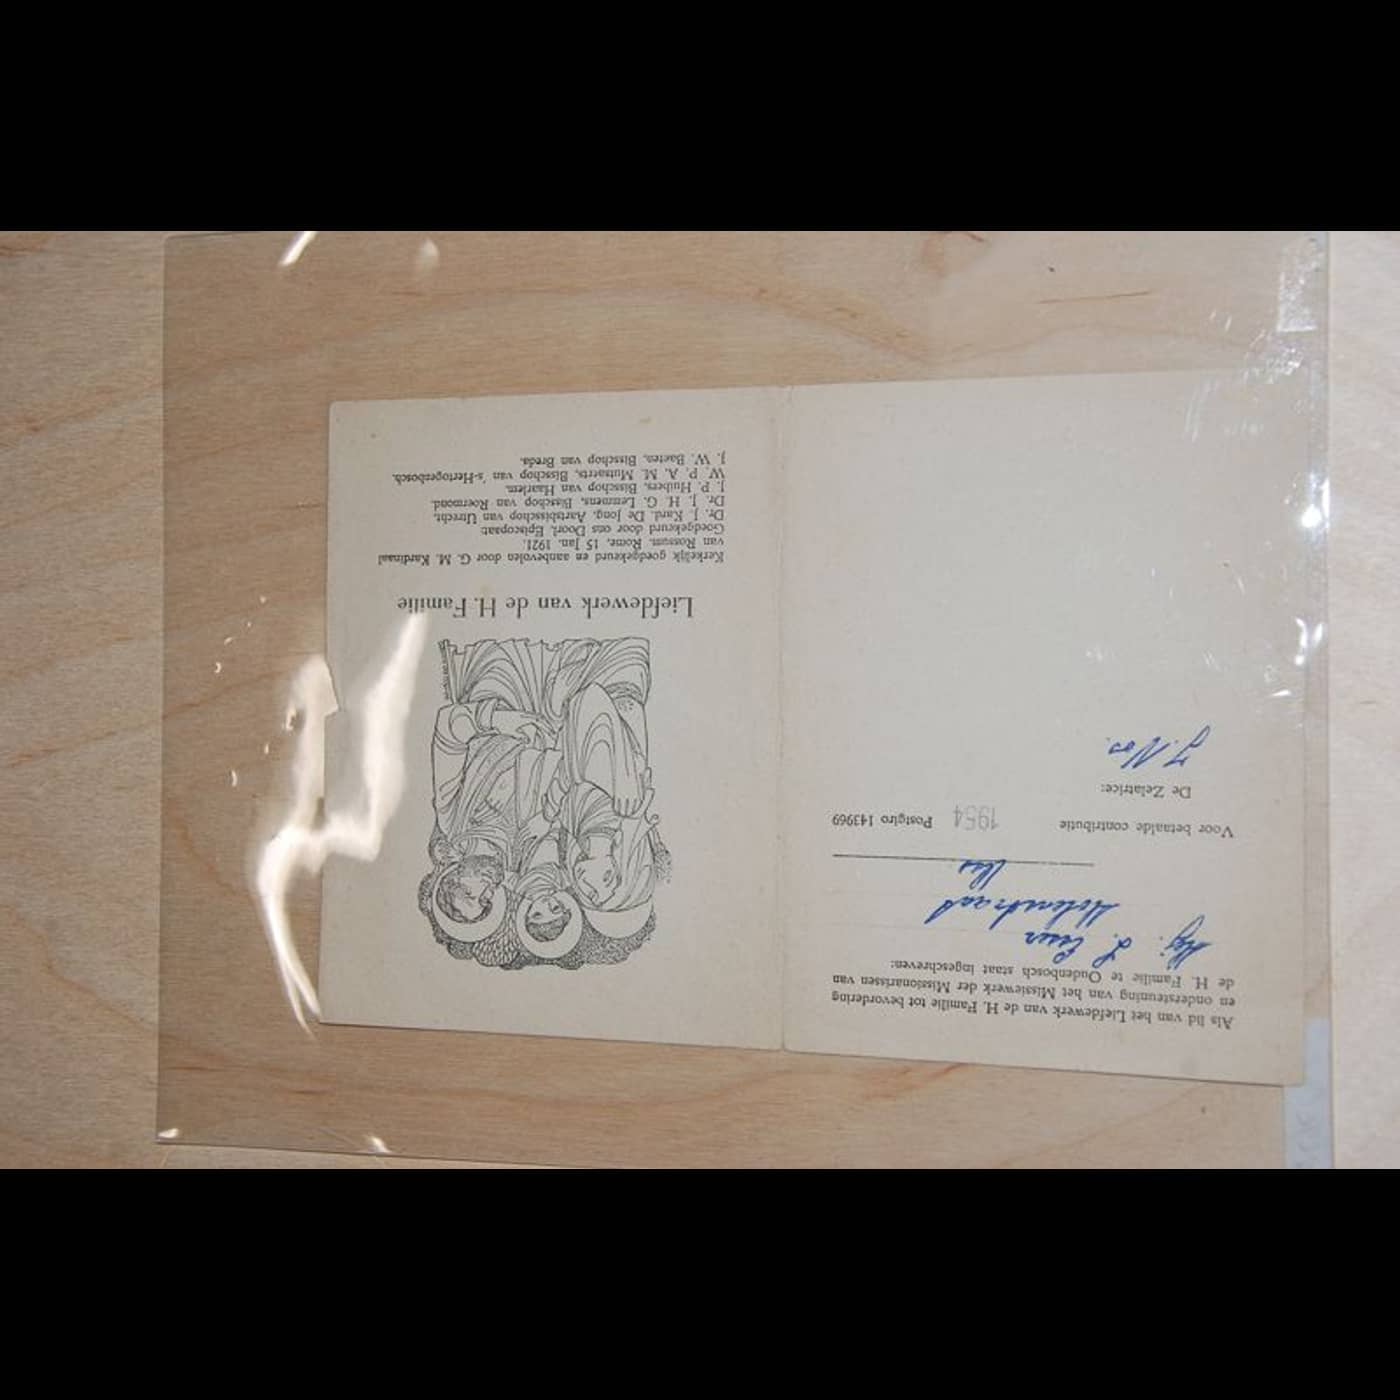 Als lid van het Liefdewerk van de H. Familie tot bevordering
en ondersteuning van het Missiewerk der Missionarissen van
de H. Familie te Oudenbosch staat ingeschreven:
Mej. L.
Molenstraat
Voor betaalde contributie 1954 Postgiro 143969
De Zelatrice:
J. Vos.
Liefdewerk van de H. Familie
Kerkelijk goedgekeurd en aanbevolen door G. M. Kardinaal
van Rossum. Rome, 15 Jan. 1921.
Goedgekeurd door ons Doorl. Episcopaat:
Dr. J. Kard. De Jong, Aartsbisschop van Utrecht,
Dr. J. H. G. Lemmens, Bisschop van Roermond.
J. P. Huibers, Bisschop van Haarlem.
W. P. A. M. Mutsaerts, Bisschop van 's-Hertogenbosch.
J. W. Baeten, Bisschop van Breda.